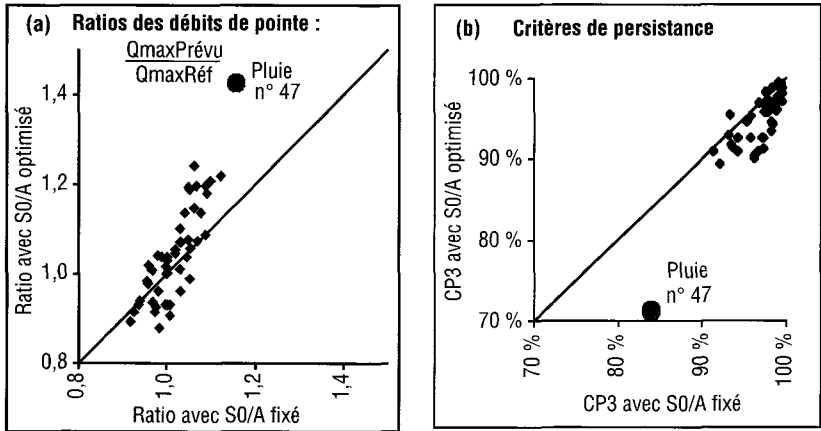 (a) Ratios des débits de pointe :
QmaxPrévu
QmaxRéf
Pluie
n° 47
1,4
1,2
1,0
0,8
Ratio avec S0/A optimisé
0,8
1,0
1,2
1,4
Ratio avec S0/A fixé
(b) Critères de persistance
100 %
90 %
80 %
70 %
CP3 avec S0/A optimisé
Pluie
n° 47
70 %
80 %
90 %
100 %
CP3 avec S0/A fixé